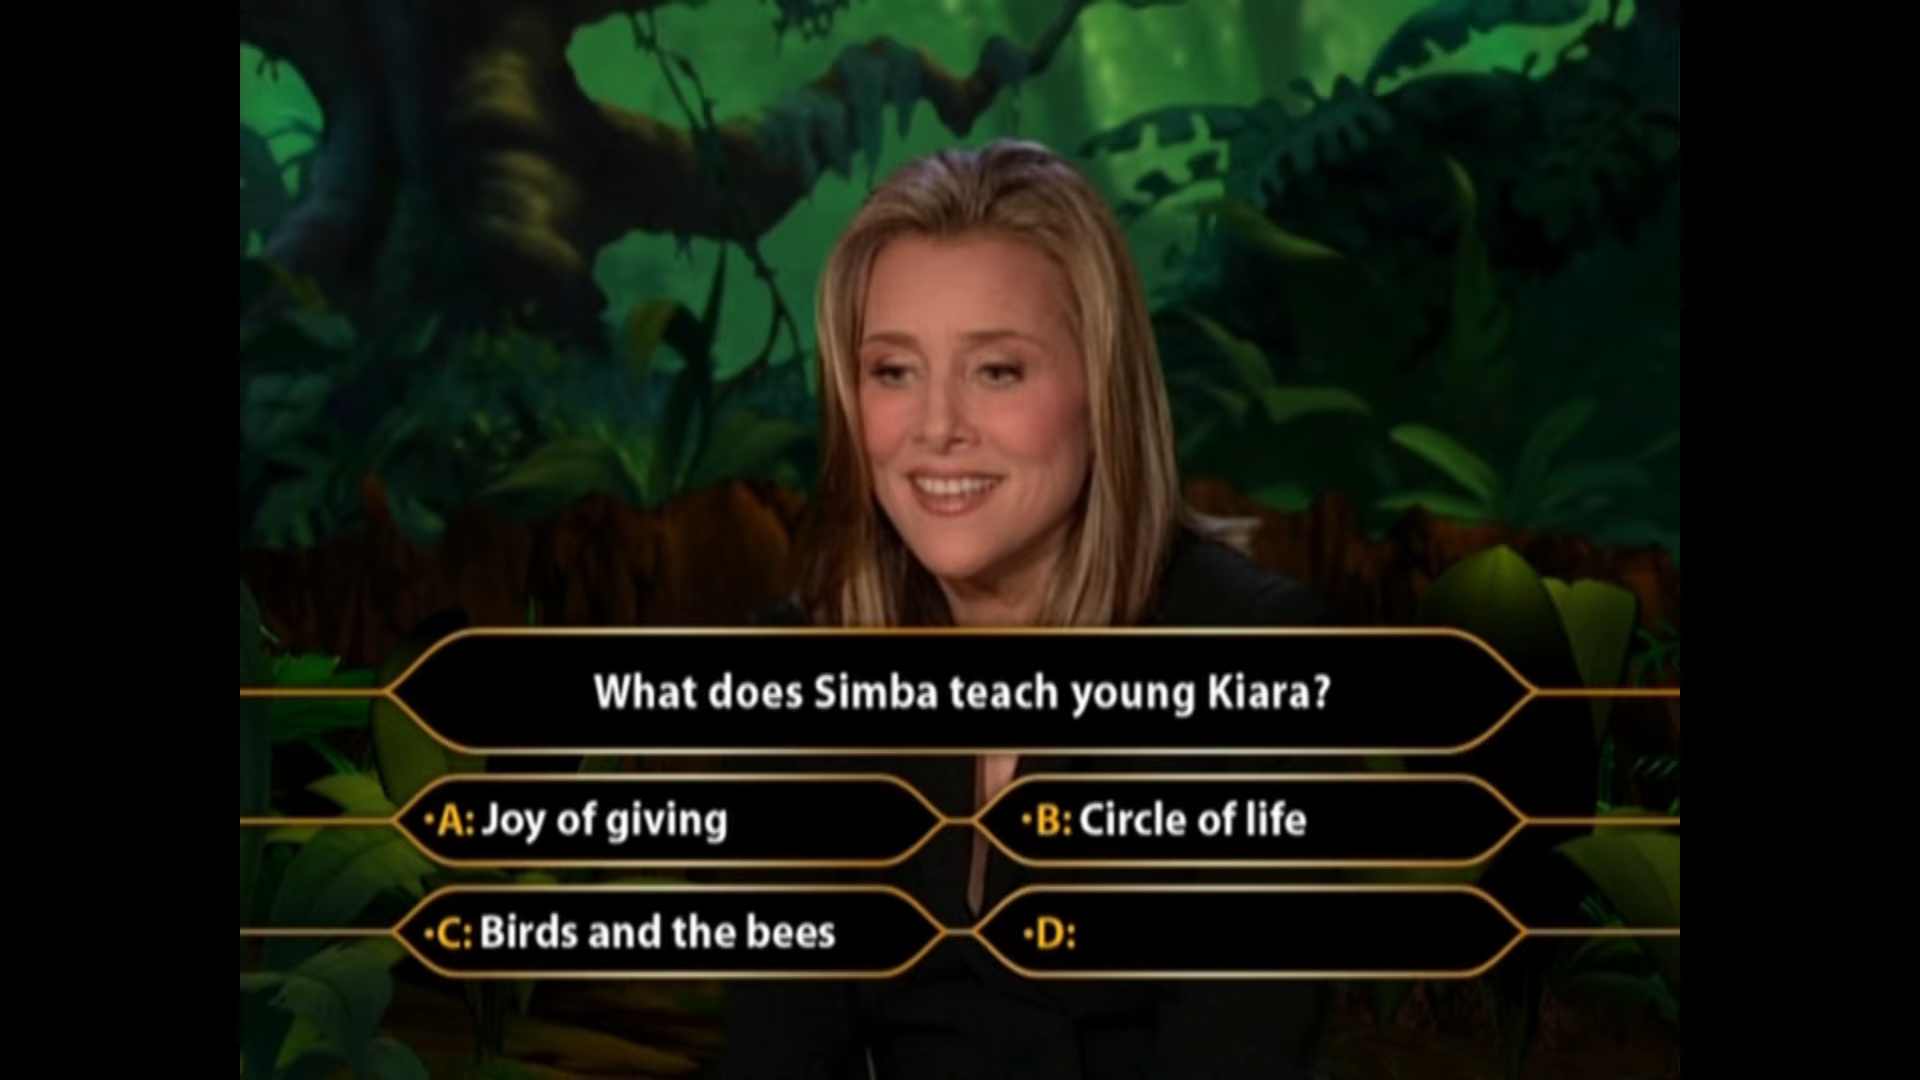 What does Simba teach young Kiara?
·A: Joy of giving
·B: Circle of life
·C: Birds and the bees
·D: